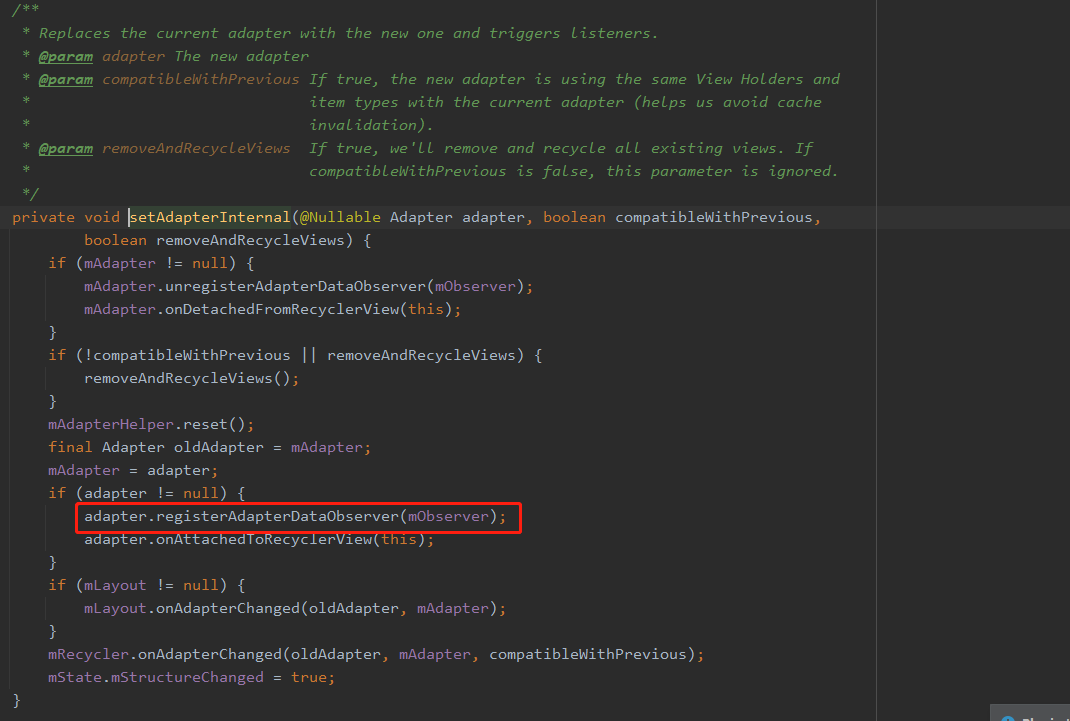 /**
 * Replaces the current adapter with the new one and triggers listeners.
 * @param adapter The new adapter
 * @param compatibleWithPrevious If true, the new adapter is using the same View Holders and
 *                               item types with the current adapter (helps us avoid cache
 *                               invalidation).
 * @param removeAndRecycleViews  If true, we'll remove and recycle all existing views. If
 *                               compatibleWithPrevious is false, this parameter is ignored.
 */
private void setAdapterInternal(@Nullable Adapter adapter, boolean compatibleWithPrevious,
        boolean removeAndRecycleViews) {
    if (mAdapter != null) {
        mAdapter.unregisterAdapterDataObserver(mObserver);
        mAdapter.onDetachedFromRecyclerView(this);
    }
    if (!compatibleWithPrevious || removeAndRecycleViews) {
        removeAndRecycleViews();
    }
    mAdapterHelper.reset();
    final Adapter oldAdapter = mAdapter;
    mAdapter = adapter;
    if (adapter != null) {
        adapter.registerAdapterDataObserver(mObserver);
        adapter.onAttachedToRecyclerView(this);
    }
    if (mLayout != null) {
        mLayout.onAdapterChanged(oldAdapter, mAdapter);
    }
    mRecycler.onAdapterChanged(oldAdapter, mAdapter, compatibleWithPrevious);
    mState.mStructureChanged = true;
}